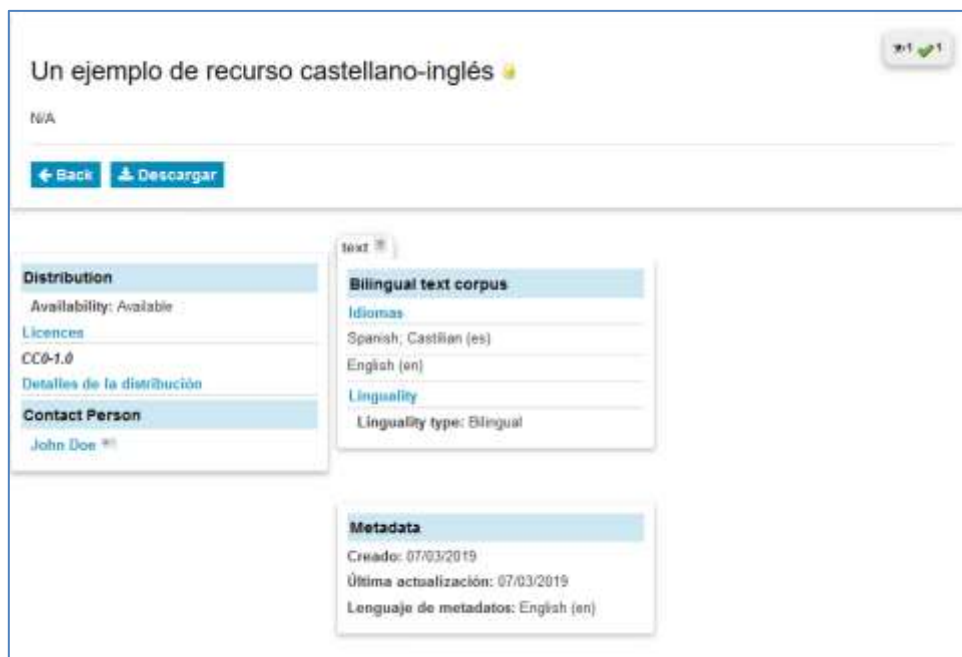 Un ejemplo de recurso castellano-inglés
1 1
N/A
Back Descargar
Distribution
Availability: Available
Licences
CC0-1.0
Detalles de la distribución
Contact Person
John Doe
text
Bilingual text corpus
Idiomas
Spanish; Castilian (es)
English (en)
Linguality
Linguality type: Bilingual
Metadata
Creado: 07/03/2019
Última actualización: 07/03/2019
Lenguaje de metadatos: English (en)